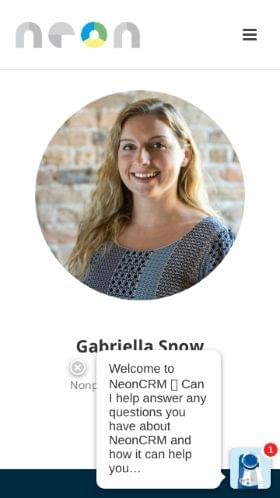 neon
Gabriella Snow
Nonp
Welcome to
NeonCRM ▯ Can
I help answer any
questions you
have about
NeonCRM and
how it can help
you...
1